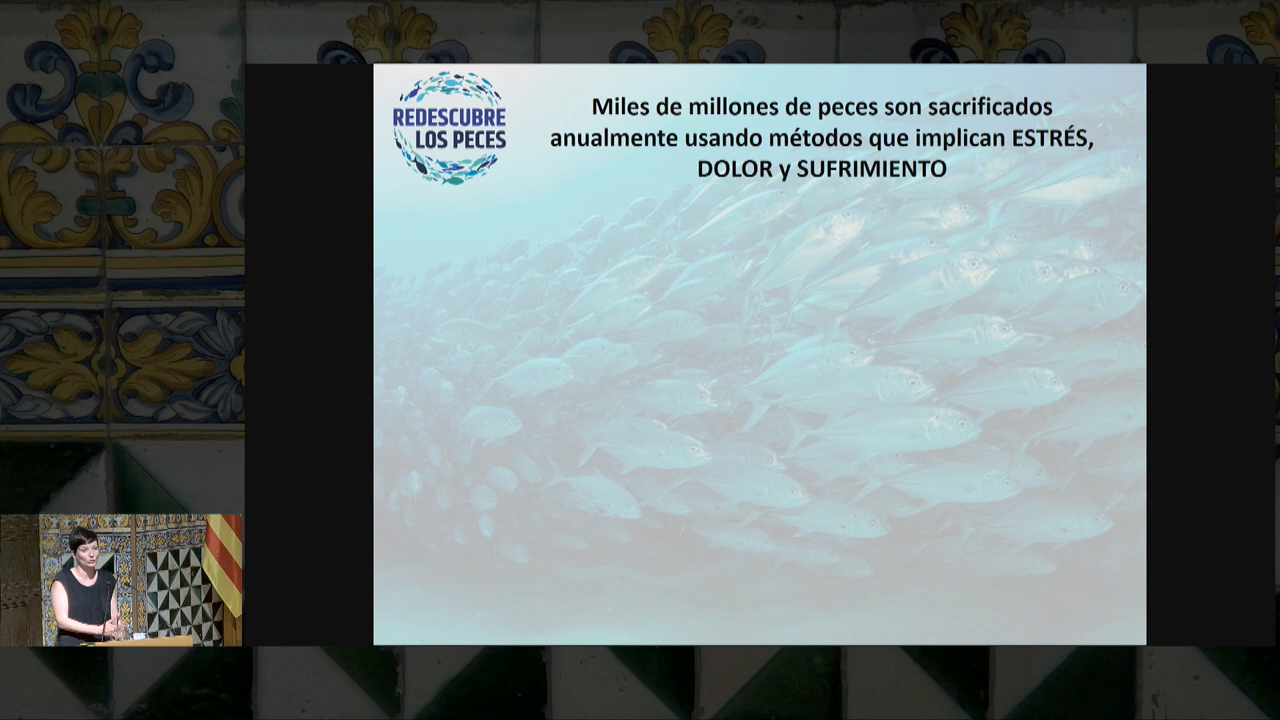 REDESCUBRE
LOS PECES
Miles de millones de peces son sacrificados
anualmente usando métodos que implican ESTRÉS,
DOLOR y SUFRIMIENTO